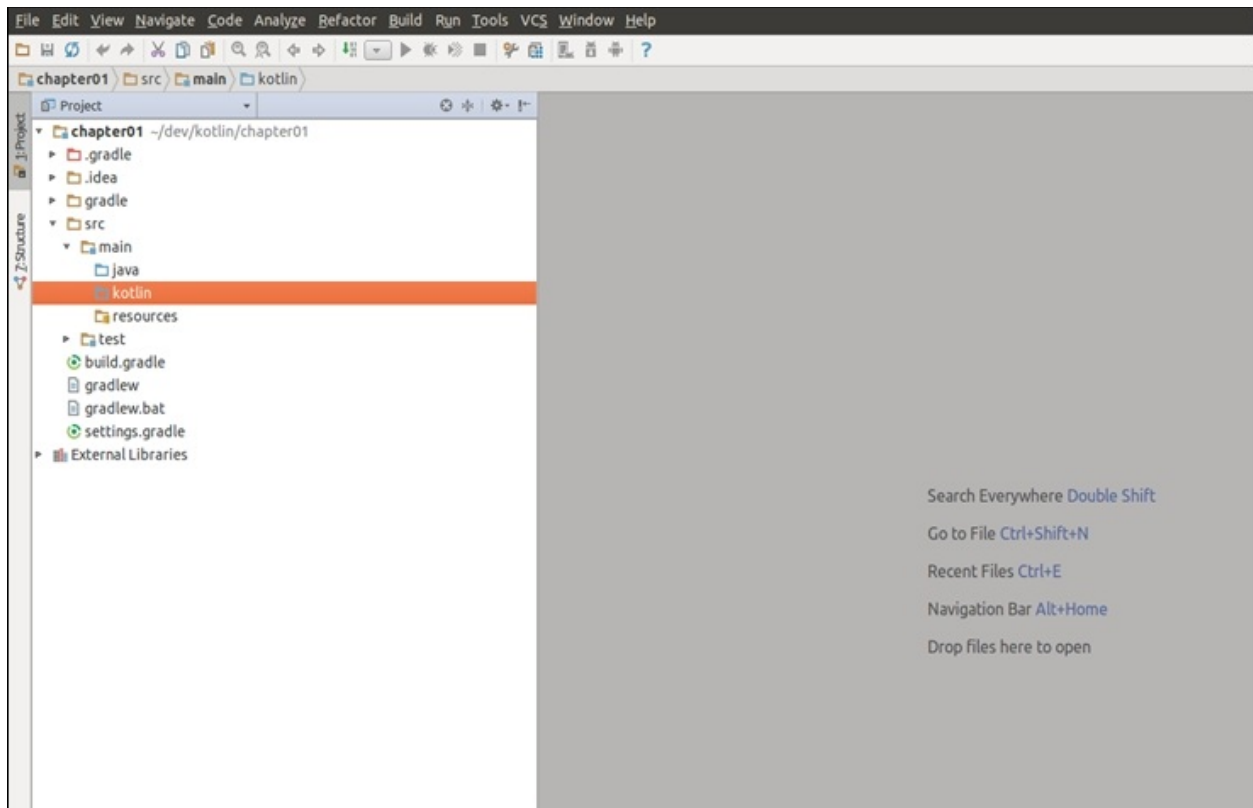 File Edit View Navigate Code Analyze Refactor Build Run Tools VCS Window Help
?
chapter01 src main kotlin
Project
1: Project
7: Structure
chapter01 ~/dev/kotlin/chapter01
.gradle
.idea
gradle
src
main
java
kotlin
resources
test
build.gradle
gradlew
gradlew.bat
settings.gradle
External Libraries
Search Everywhere Double Shift
Go to File Ctrl+Shift+N
Recent Files Ctrl+E
Navigation Bar Alt+Home
Drop files here to open